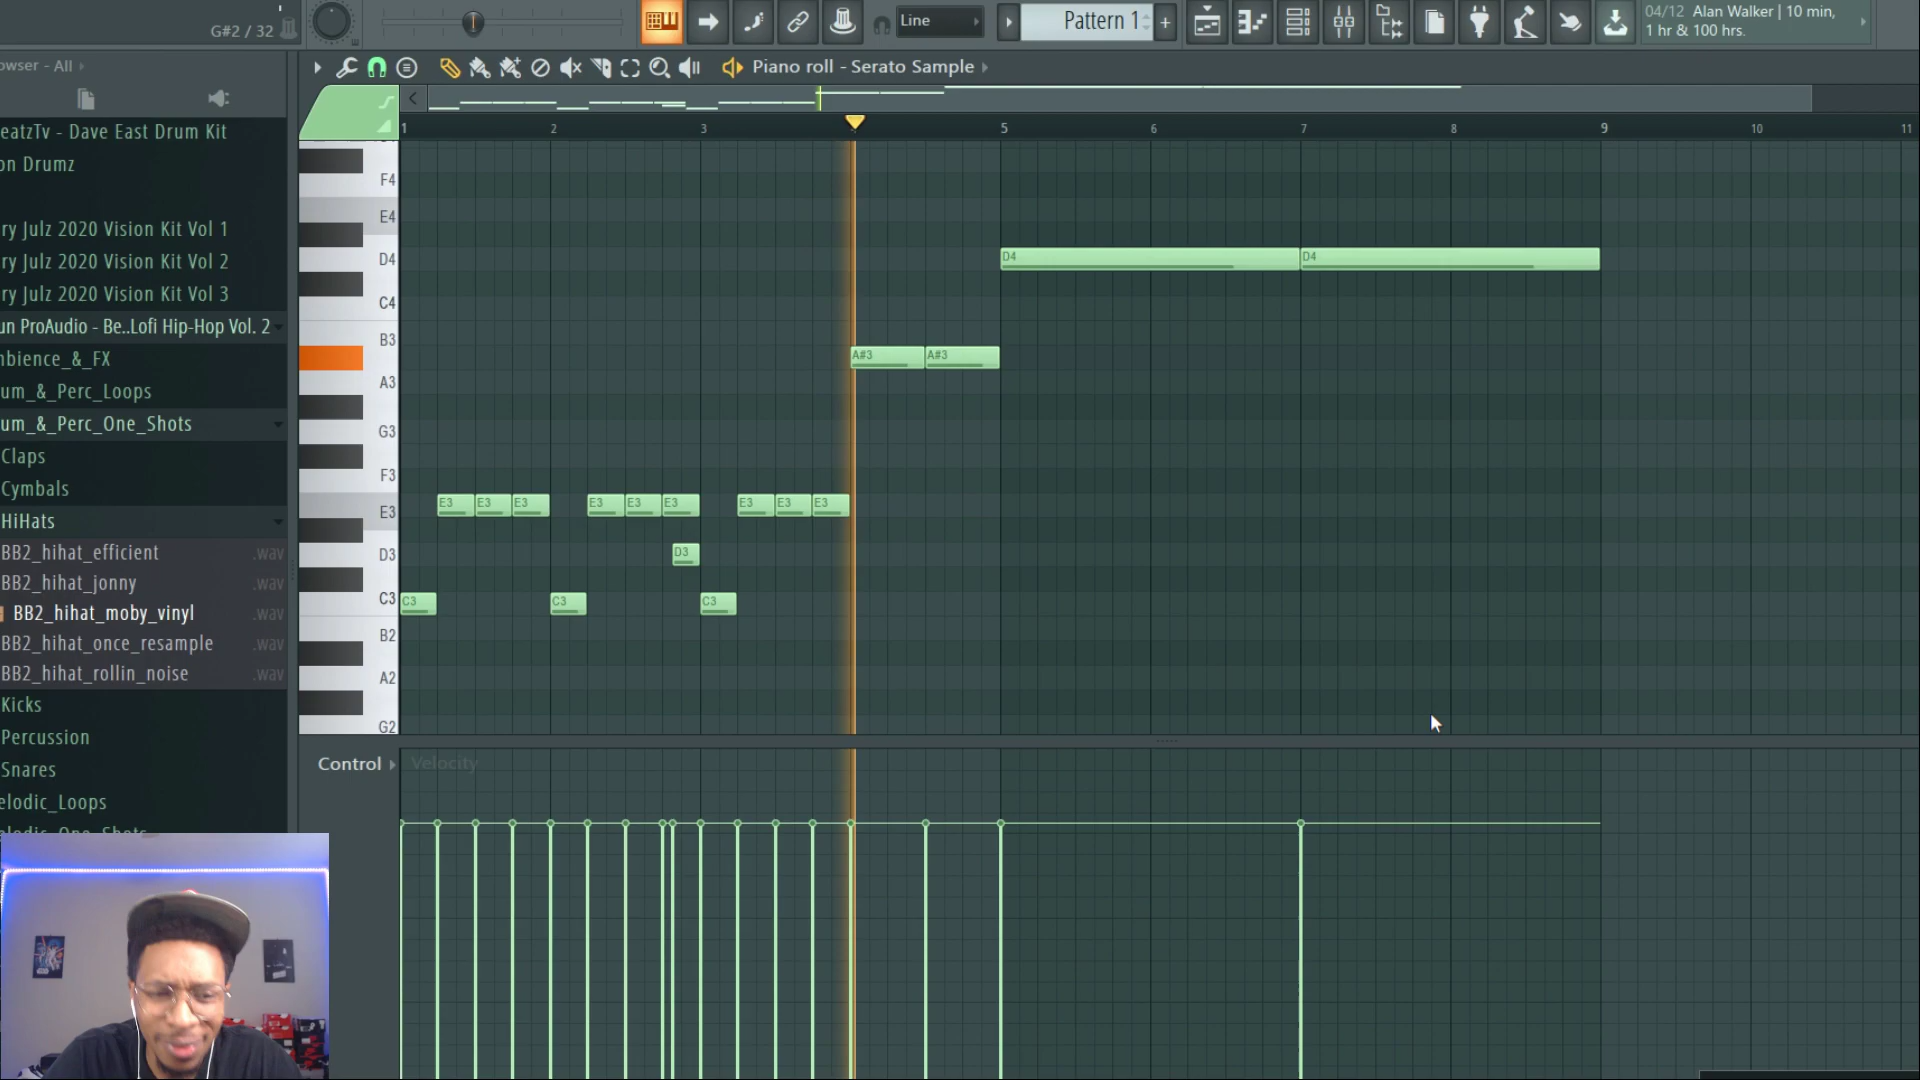 G#2 / 32
Line
Pattern 1
+
04/12 Alan Walker | 10 min,
1 hr & 100 hrs.
owser - All
Piano roll - Serato Sample
1 2 3 5 6 7 8 9 10 11
eatzTv - Dave East Drum Kit
on Drumz
ry Julz 2020 Vision Kit Vol 1
ry Julz 2020 Vision Kit Vol 2
ry Julz 2020 Vision Kit Vol 3
un ProAudio - Be..Lofi Hip-Hop Vol. 2
mbience_&_FX
um_&_Perc_Loops
um_&_Perc_One_Shots
Claps
Cymbals
HiHats
BB2_hihat_efficient .wav
BB2_hihat_jonny .wav
BB2_hihat_moby_vinyl .wav
BB2_hihat_once_resample .wav
BB2_hihat_rollin_noise .wav
Kicks
Percussion
Snares
elodic_Loops
elodic_One_Shots
F4
E4
D4 D4 D4
C4
B3
A#3 A#3
A3
G3
F3
E3 E3 E3 E3 E3 E3 E3 E3 E3
E3
D3 D3
C3 C3 C3 C3
B2
A2
G2
Control Velocity